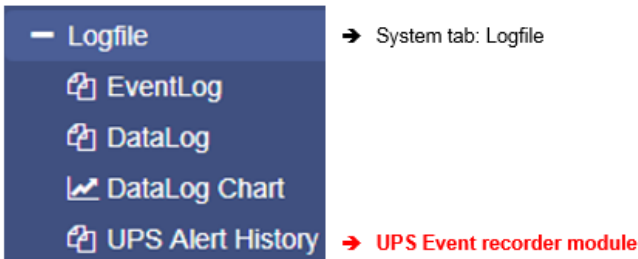 Logfile → System tab: Logfile
EventLog
DataLog
DataLog Chart
UPS Alert History → UPS Event recorder module